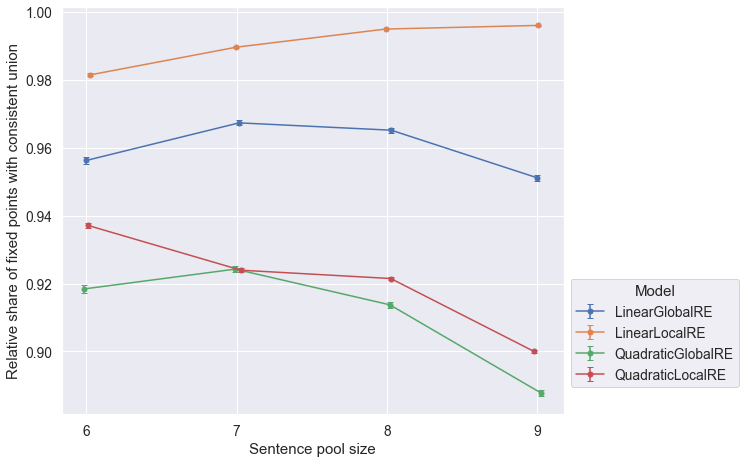 Relative share of fixed points with consistent union
1.00
0.98
0.96
0.94
0.92
0.90
6
7
8
9
Sentence pool size
Model
LinearGlobalRE
LinearLocalRE
QuadraticGlobalRE
QuadraticLocalRE